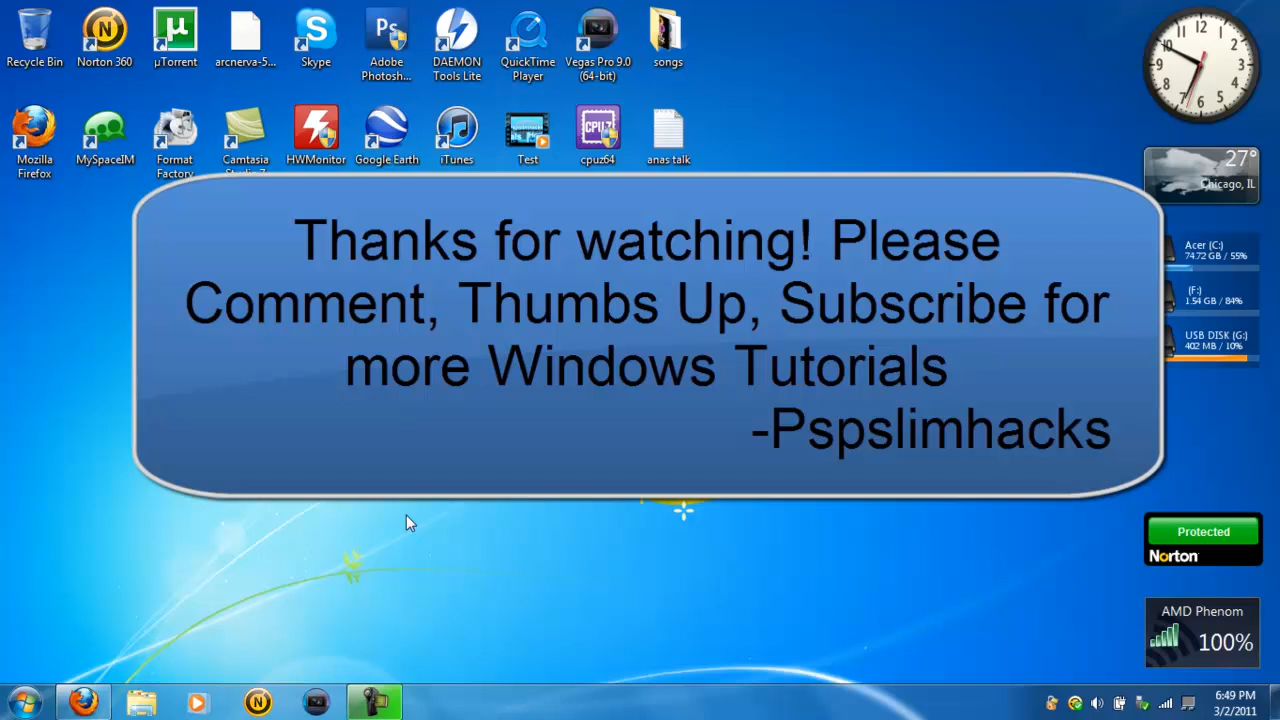 Recycle Bin
Norton 360
µTorrent
arcnerva-5...
Skype
Adobe
Photosh...
DAEMON
Tools Lite
QuickTime
Player
Vegas Pro 9.0
(64-bit)
songs
Mozilla
Firefox
MySpaceIM
Format
Factory
Camtasia
HWMonitor
Google Earth
iTunes
Test
cpuz64
anas talk
Thanks for watching! Please
Comment, Thumbs Up, Subscribe for
more Windows Tutorials
-Pspslimhacks
27°
Chicago, IL
Acer (C:)
74.72 GB / 55%
(F:)
1.54 GB / 84%
USB DISK (G:)
402 MB / 10%
Protected
Norton
AMD Phenom
100%
6:49 PM
3/2/2011